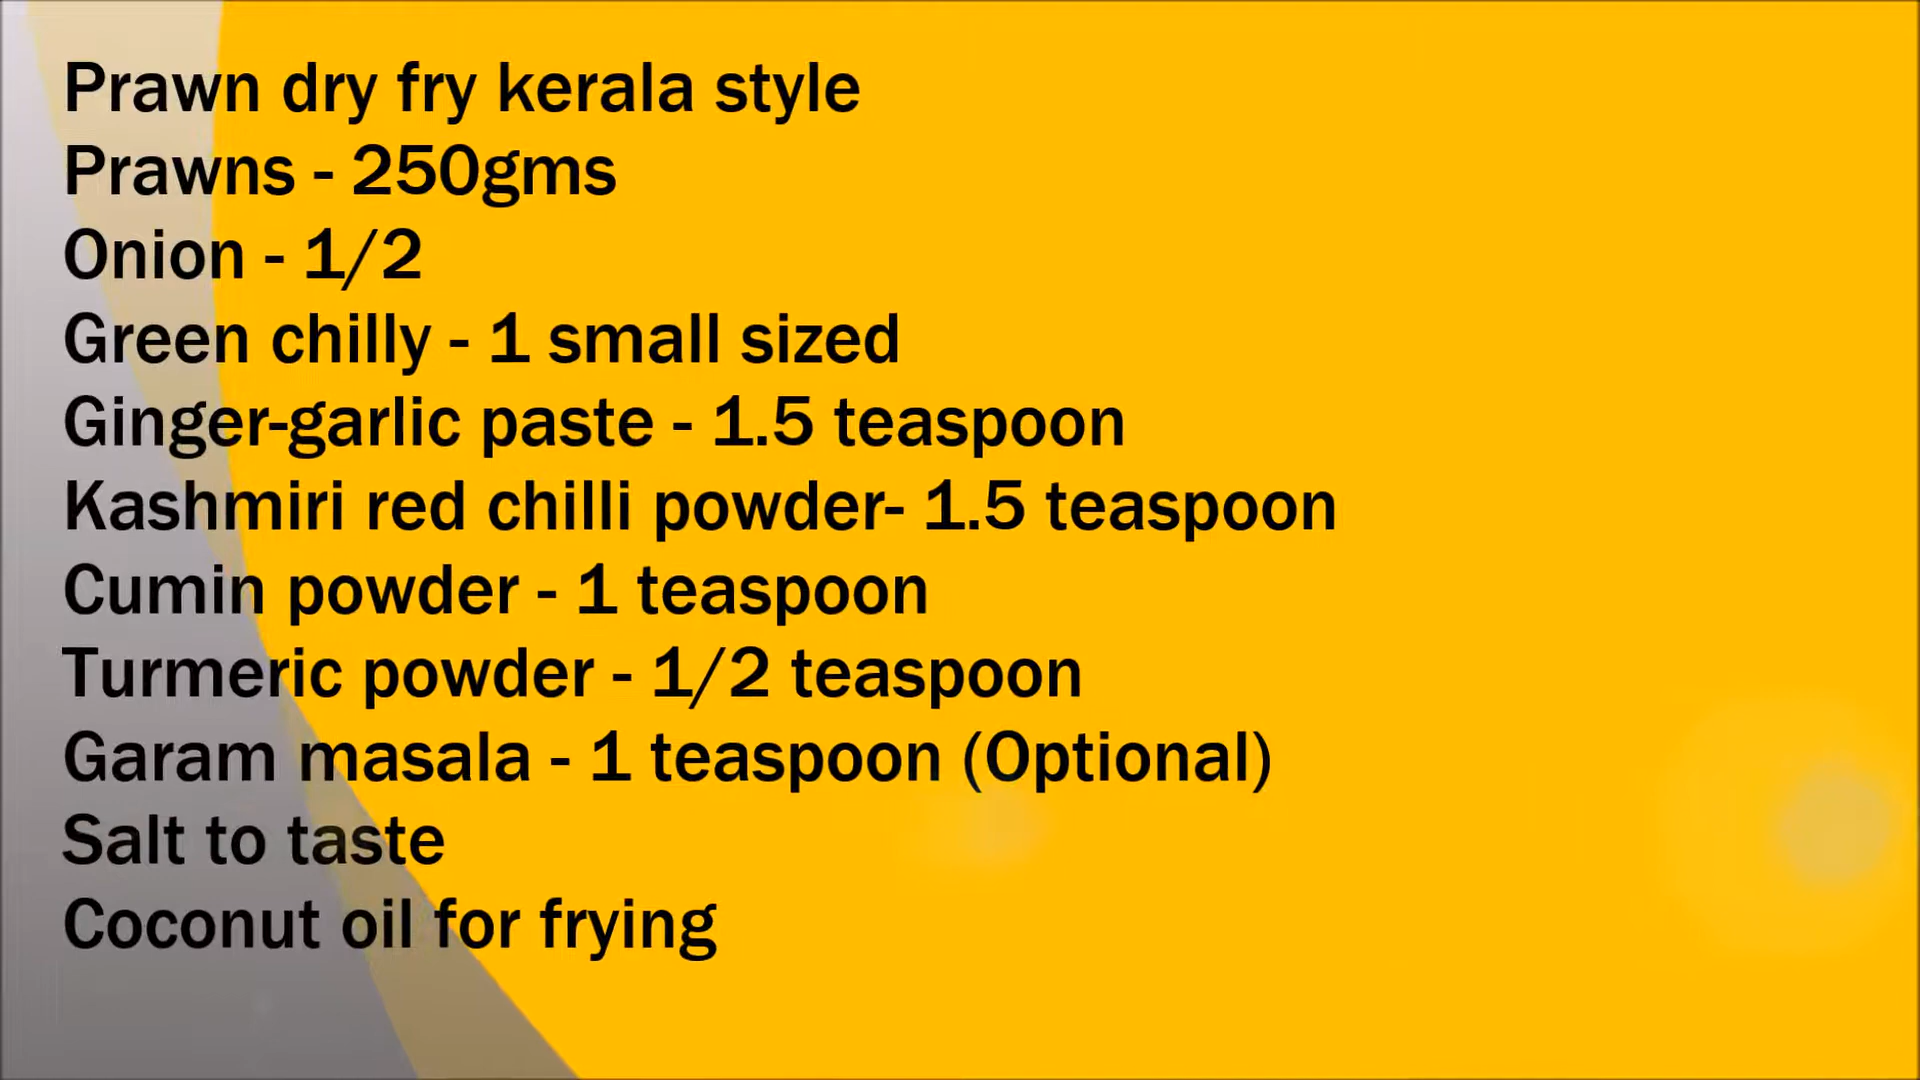 Prawn dry fry kerala style
Prawns - 250gms
Onion - 1/2
Green chilly - 1 small sized
Ginger-garlic paste - 1.5 teaspoon
Kashmiri red chilli powder- 1.5 teaspoon
Cumin powder - 1 teaspoon
Turmeric powder - 1/2 teaspoon
Garam masala - 1 teaspoon (Optional)
Salt to taste
Coconut oil for frying